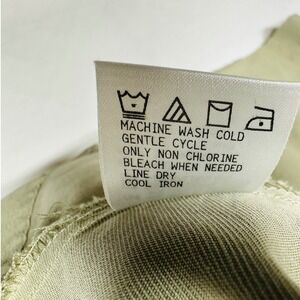 MACHINE WASH COLD
GENTLE CYCLE
ONLY NON CHLORINE
BLEACH WHEN NEEDED
LINE DRY
COOL IRON